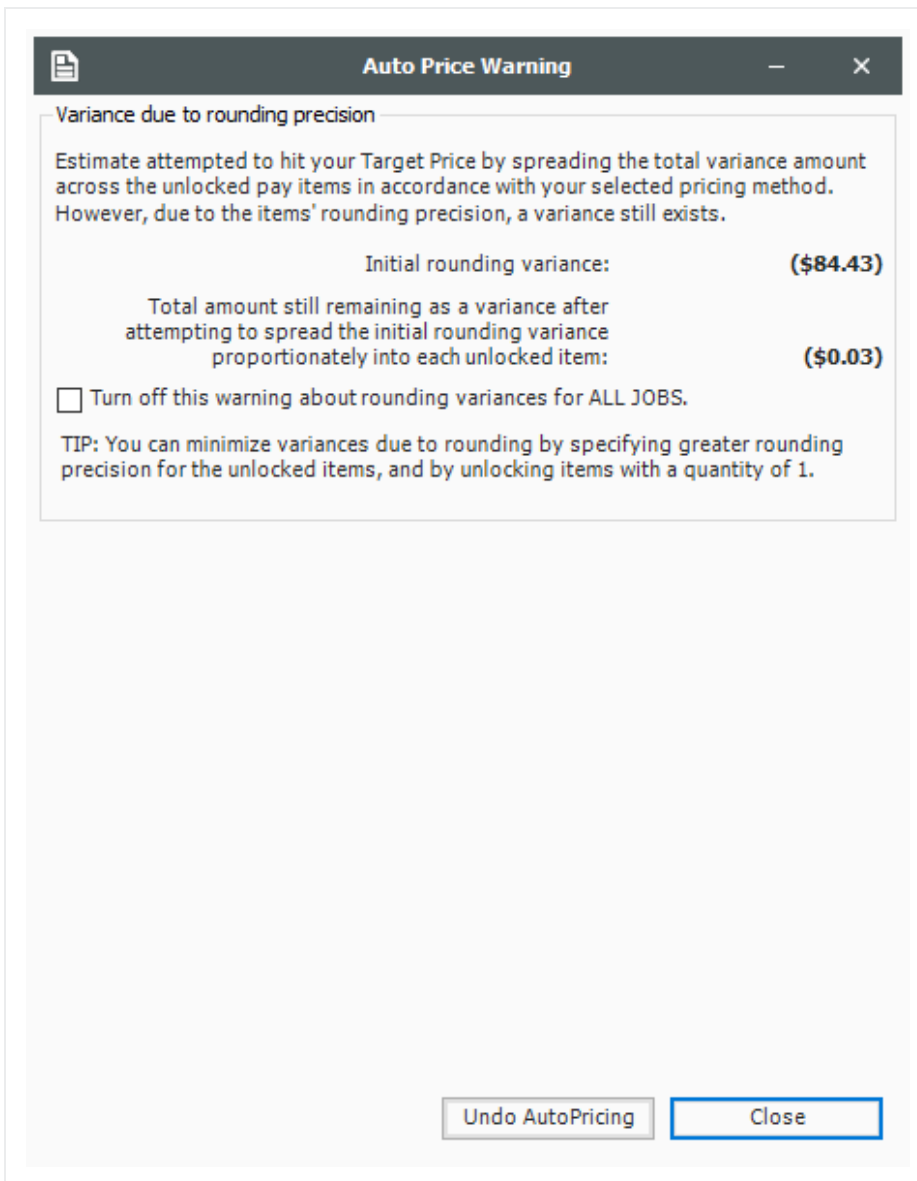 Auto Price Warning
Variance due to rounding precision
Estimate attempted to hit your Target Price by spreading the total variance amount
across the unlocked pay items in accordance with your selected pricing method.
However, due to the items' rounding precision, a variance still exists.
Initial rounding variance: ($84.43)
Total amount still remaining as a variance after
attempting to spread the initial rounding variance
proportionately into each unlocked item: ($0.03)
Turn off this warning about rounding variances for ALL JOBS.
TIP: You can minimize variances due to rounding by specifying greater rounding
precision for the unlocked items, and by unlocking items with a quantity of 1.
Undo AutoPricing Close